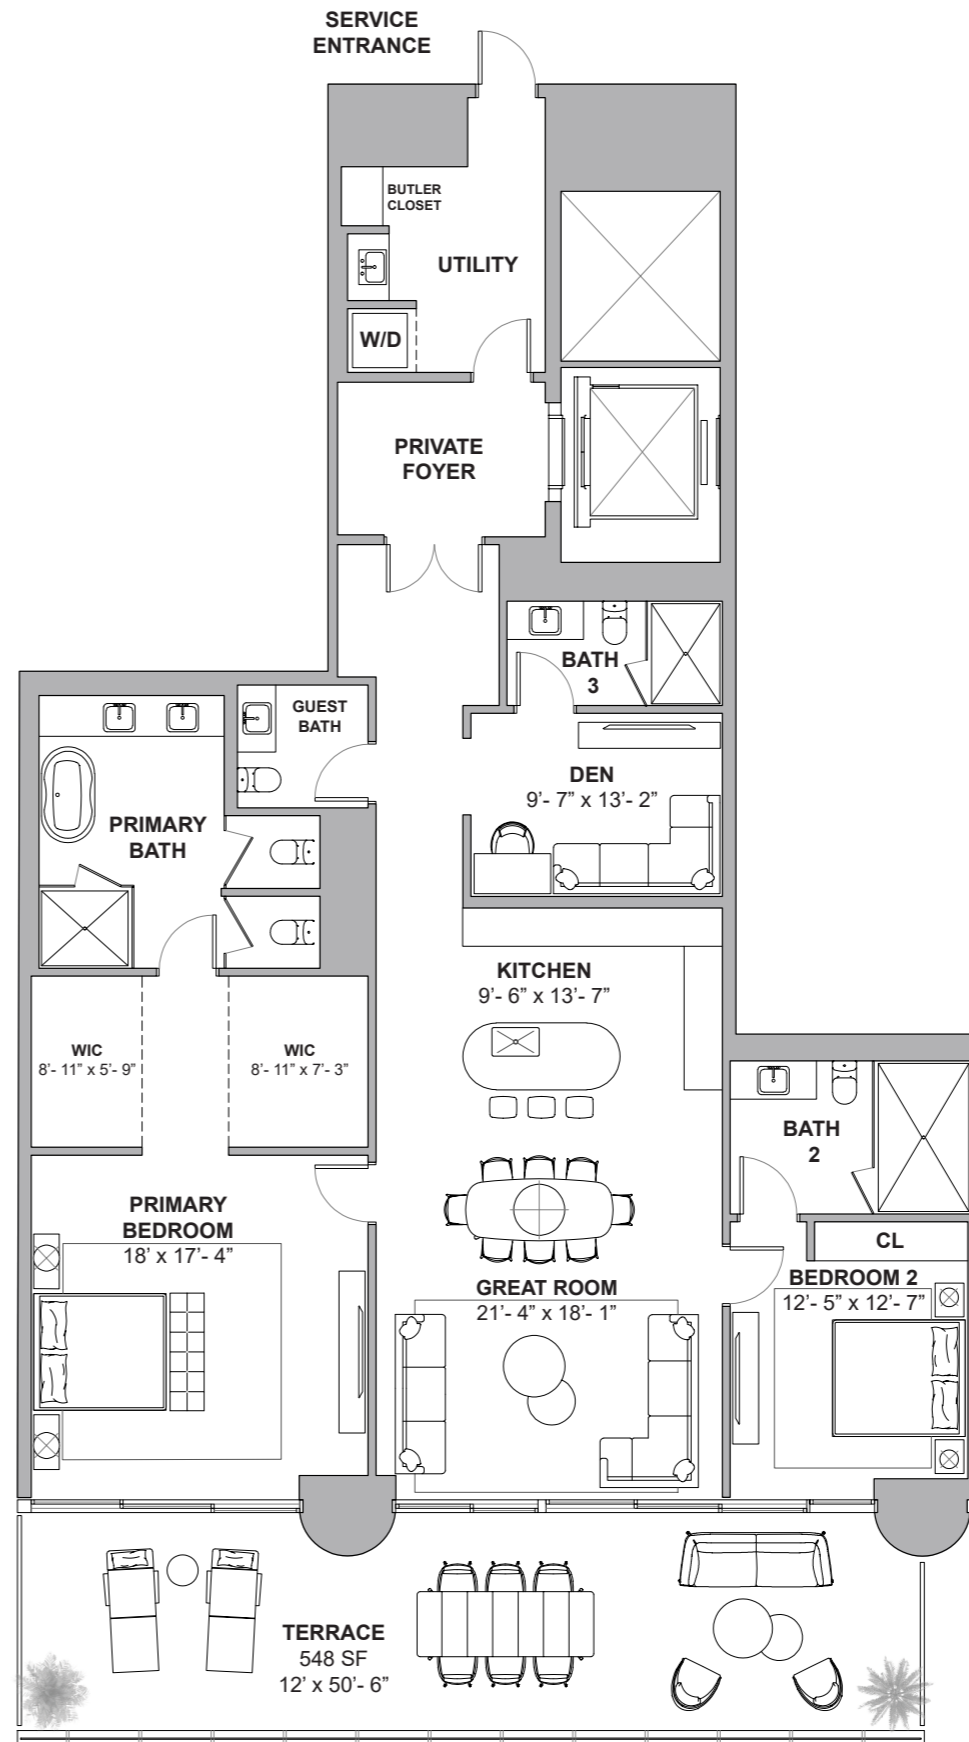 SERVICE
ENTRANCE
BUTLER
CLOSET
UTILITY
W/D
PRIVATE
FOYER
BATH
3
GUEST
BATH
DEN
9’- 7” x 13’- 2”
PRIMARY
BATH
KITCHEN
9’- 6” x 13’- 7”
WIC
8’- 11” x 5’- 9”
WIC
8’- 11” x 7’- 3”
BATH
2
PRIMARY
BEDROOM
18’ x 17’- 4”
CL
GREAT ROOM
21’- 4” x 18’- 1”
BEDROOM 2
12’- 5” x 12’- 7”
TERRACE
548 SF
12’ x 50’- 6”